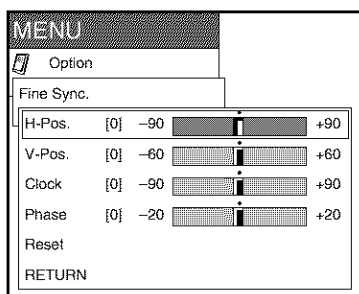 MENU
Option
Fine Sync.
H-Pos. [0] −90 +90
V-Pos. [0] −60 +60
Clock [0] −90 +90
Phase [0] −20 +20
Reset
RETURN